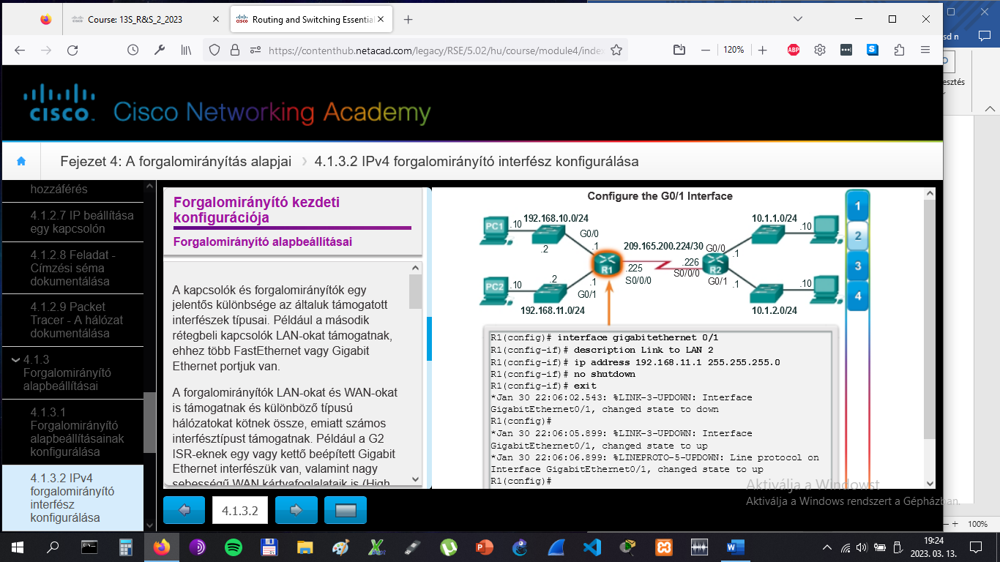 Course: 13S_R&S_2_2023
Routing and Switching Essential
https://contenthub.netacad.com/legacy/RSE/5.02/hu/course/module4/index
120%
ABP
S
sd n
esztés
CISCO
Cisco Networking Academy
Fejezet 4: A forgalomirányítás alapjai
4.1.3.2 IPv4 forgalomirányító interfész konfigurálása
hozzáférés
4.1.2.7 IP beállítása
egy kapcsolón
4.1.2.8 Feladat -
Címzési séma
dokumentálása
4.1.2.9 Packet
Tracer - A hálózat
dokumentálása
4.1.3
Forgalomirányító
alapbeállításai
4.1.3.1
Forgalomirányító
alapbeállításainak
konfigurálása
4.1.3.2 IPv4
forgalomirányító
interfész
konfigurálása
Forgalomirányító kezdeti
konfigurációja
Forgalomirányító alapbeállításai
A kapcsolók és forgalomirányítók egy
jelentős különbsége az általuk támogatott
interfészek típusai. Például a második
rétegbeli kapcsolók LAN-okat támogatnak,
ehhez több FastEthernet vagy Gigabit
Ethernet portjuk van.
A forgalomirányítók LAN-okat és WAN-okat
is támogatnak és különböző típusú
hálózatokat kötnek össze, emiatt számos
interfésztípust támogatnak. Például a G2
ISR-eknek egy vagy kettő beépített Gigabit
Ethernet interfészük van, valamint nagy
sebességű WAN kártyafoglalataik is (High
4.1.3.2
Configure the G0/1 Interface
PC1
.10
192.168.10.0/24
.2
G0/0
.1
209.165.200.224/30
R1
.225
S0/0/0
.226
S0/0/0
G0/0
R2
G0/1
.1
10.1.1.0/24
.10
PC2
.10
.2
.1
G0/1
192.168.11.0/24
.1
.10
10.1.2.0/24
1
2
3
4
R1(config)# interface gigabitethernet 0/1
R1(config-if)# description Link to LAN 2
R1(config-if)# ip address 192.168.11.1 255.255.255.0
R1(config-if)# no shutdown
R1(config-if)# exit
*Jan 30 22:06:02.543: %LINK-3-UPDOWN: Interface
GigabitEthernet0/1, changed state to down
R1(config)#
*Jan 30 22:06:05.899: %LINK-3-UPDOWN: Interface
GigabitEthernet0/1, changed state to up
*Jan 30 22:06:06.899: %LINEPROTO-5-UPDOWN: Line protocol on
Interface GigabitEthernet0/1, changed state to up
R1(config)#
Aktiválja a Windowst
Aktiválja a Windows rendszert a Gépházban.
100%
19:24
2023. 03. 13.